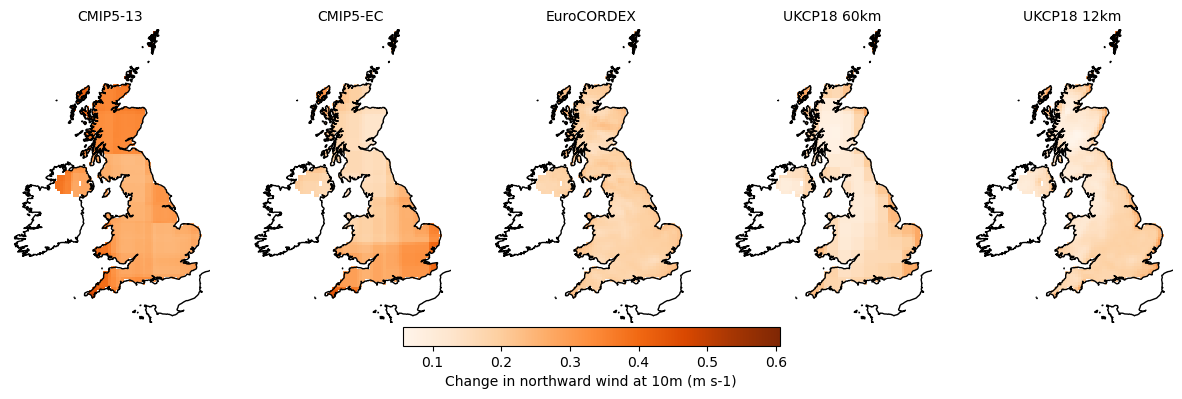 CMIP5-13 CMIP5-EC EuroCORDEX UKCP18 60km UKCP18 12km
0.1 0.2 0.3 0.4 0.5 0.6
Change in northward wind at 10m (m s-1)